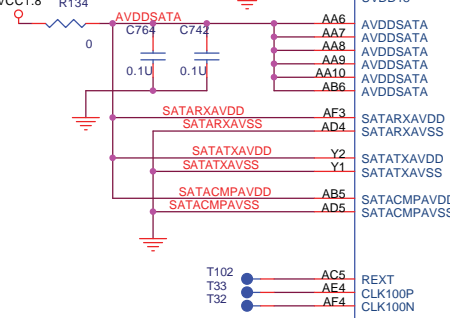 VCC1.8 R134
0
AVDDSATA
C764 C742
0.1U 0.1U
AA6 AVDDSATA
AA7 AVDDSATA
AA8 AVDDSATA
AA9 AVDDSATA
AA10 AVDDSATA
AB6 AVDDSATA
SATARXAVDD AF3 SATARXAVDD
SATARXAVSS AD4 SATARXAVSS
SATATXAVDD Y2 SATATXAVDD
SATATXAVSS Y1 SATATXAVSS
SATACMPAVDD AB5 SATACMPAVDD
SATACMPAVSS AD5 SATACMPAVSS
T102 AC5 REXT
T33 AE4 CLK100P
T32 AF4 CLK100N